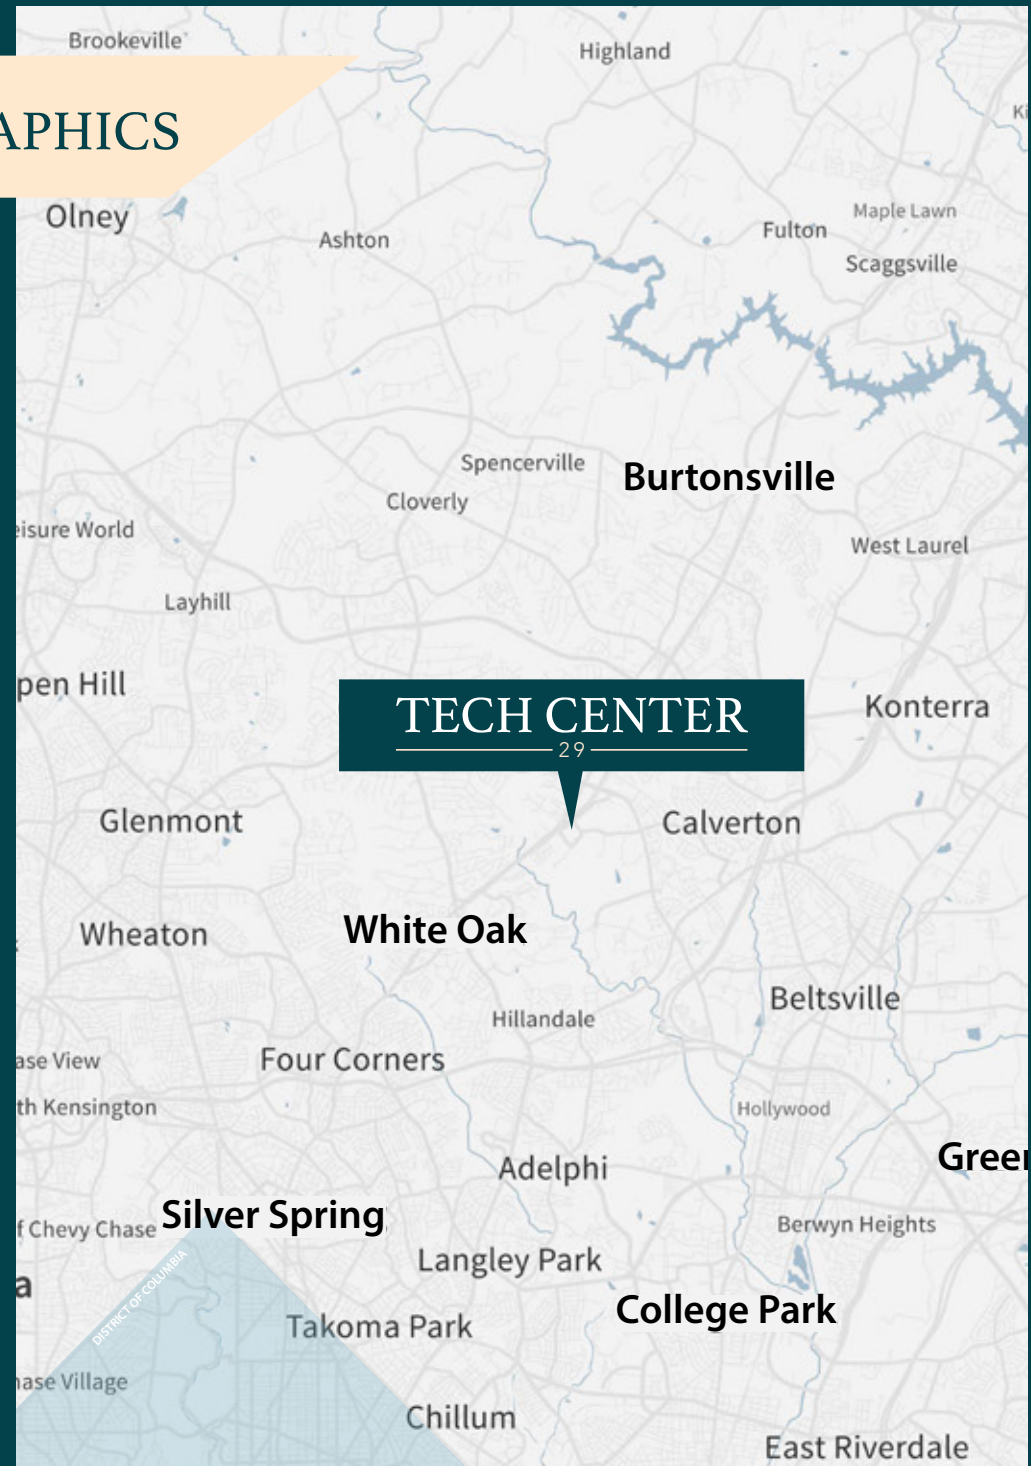 Brookeville
Highland
APHICS
Ki
Olney
Ashton
Maple Lawn
Fulton
Scaggsville
Spencerville
Burtonsville
Cloverly
eisure World
West Laurel
Layhill
pen Hill
TECH CENTER
29
Konterra
Glenmont
Calverton
Wheaton
White Oak
Beltsville
Hillandale
ase View
Four Corners
th Kensington
Hollywood
Adelphi
Green
Silver Spring
f Chevy Chase
Berwyn Heights
Langley Park
a
DISTRICT OF COLUMBIA
College Park
Takoma Park
hase Village
Chillum
East Riverdale